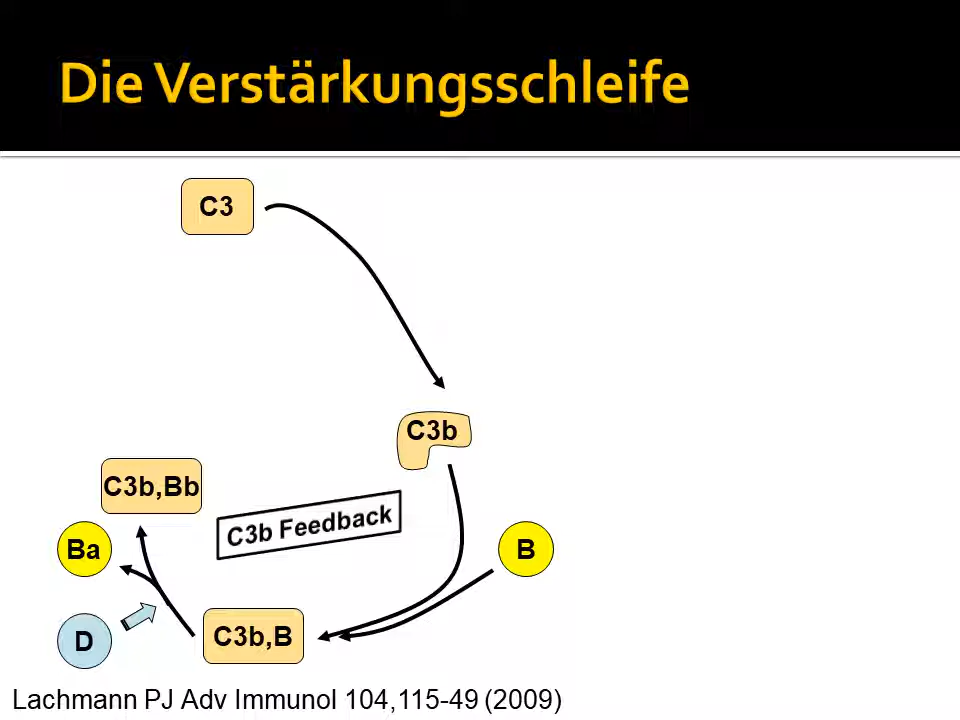 Die Verstärkungsschleife
C3
C3b
C3b,Bb
C3b Feedback
Ba
B
D
C3b,B
Lachmann PJ Adv Immunol 104,115-49 (2009)